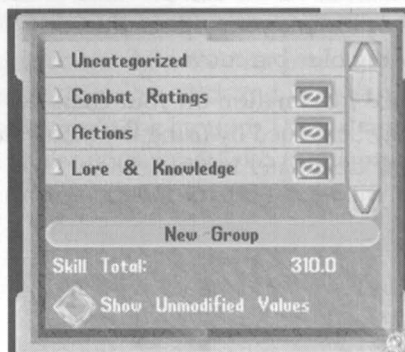 Uncategorized
Combat Ratings
Actions
Lore & Knowledge
New Group
Skill Total: 310.0
Show Unmodified Values